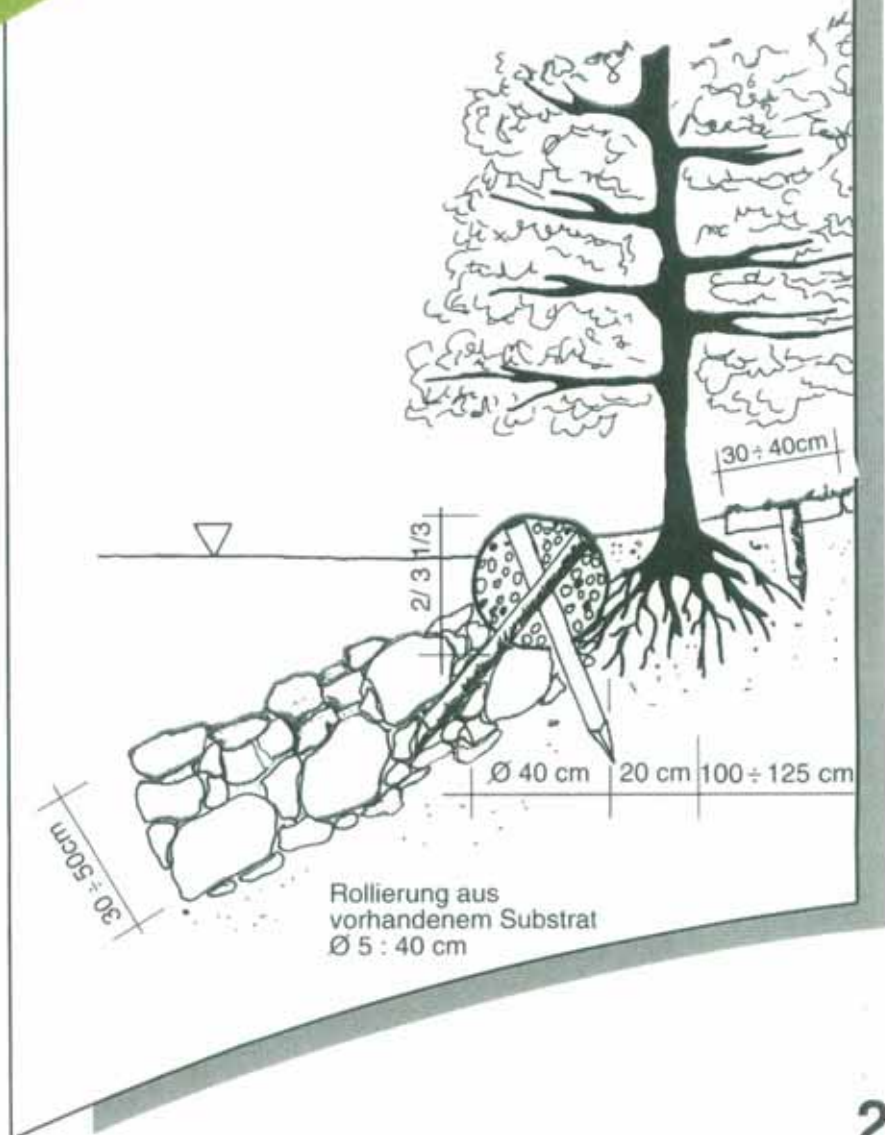 30 ÷ 40cm
2/3 1/3
Ø 40 cm
20 cm
100 ÷ 125 cm
30 ÷ 50cm
Rollierung aus
vorhandenem Substrat
Ø 5 : 40 cm
2